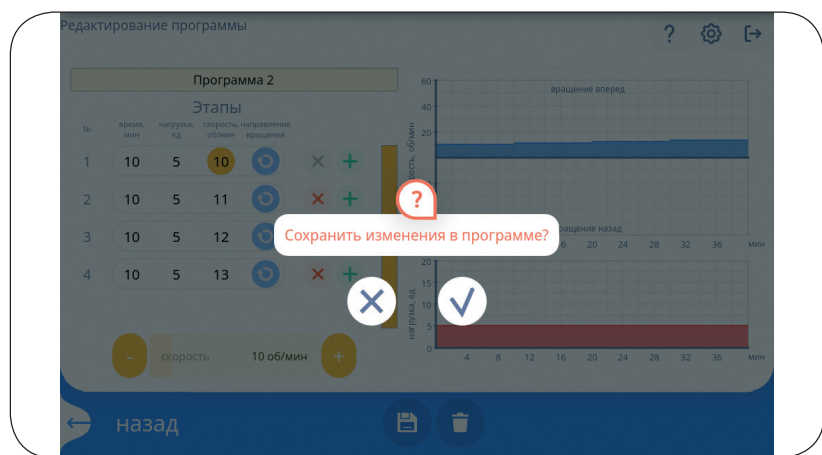 Редактирование программы
?
Программа 2
Этапы
№ время, мин нагрузка, ед скорость, об/мин направление вращения
1 10 5 10
2 10 5 11
3 10 5 12
4 10 5 13
- скорость 10 об/мин +
60
40
20
вращение вперед
вращение назад
16 20 24 28 32 36 мин
?
Сохранить изменения в программе?
нагрузка, ед
20
15
10
5
0
4 8 12 16 20 24 28 32 36 мин
назад